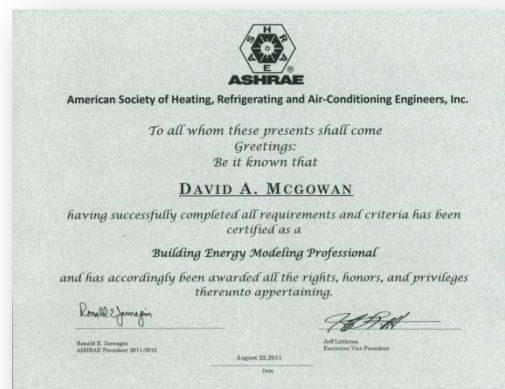 ASHRAE
ASHRAE®
American Society of Heating, Refrigerating and Air-Conditioning Engineers, Inc.
To all whom these presents shall come
Greetings:
Be it known that
DAVID A. MCGOWAN
having successfully completed all requirements and criteria has been
certified as a
Building Energy Modeling Professional
and has accordingly been awarded all the rights, honors, and privileges
thereunto appertaining.
Ronald E. Jarnagin
Ronald E. Jarnagin
ASHRAE President 2011-2012
Jeff Littleton
Executive Vice President
August 22,2011
Date